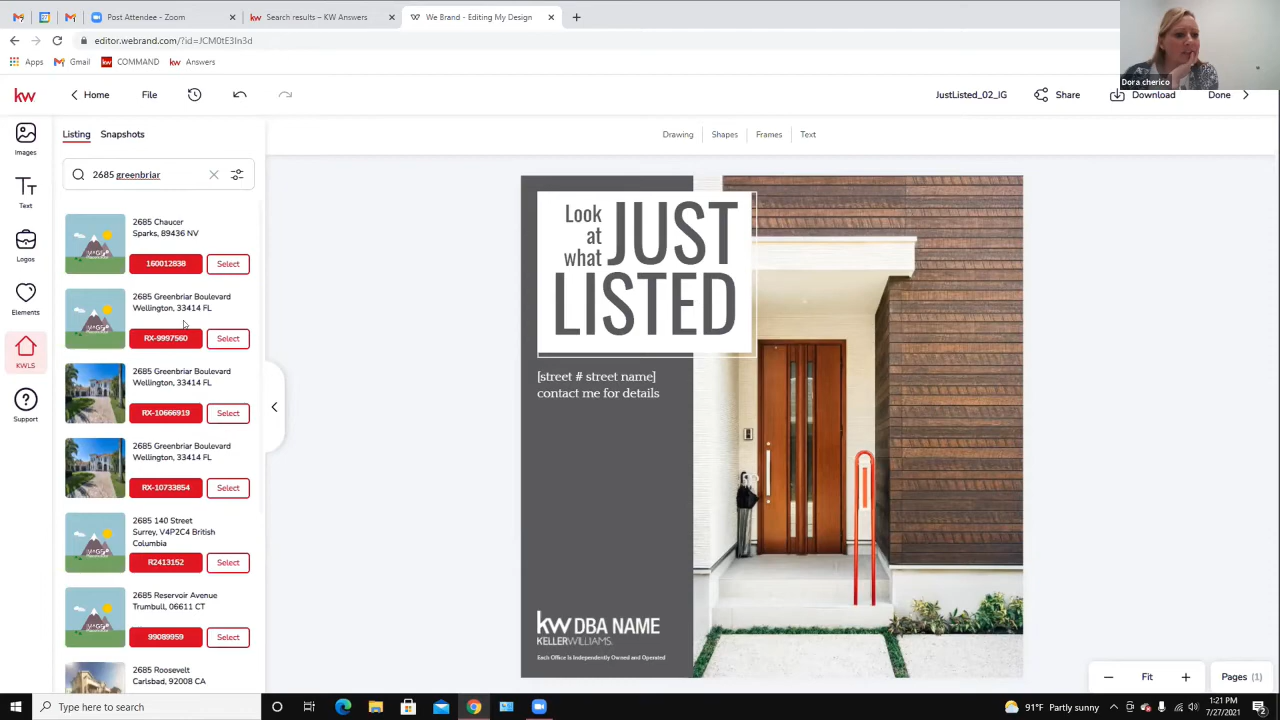 Post Attende -
Search results - KW Answers
We Brand - Editing My Design
editor.webrand.com/?id=JCM0tE3In3d
Apps
Gmail
COMMAND
Answers
Dora cherico
kw
Home
File
JustListed_02_IG
Share
Download
Done
Images
Text
Logos
Elements
KWLS
Support
Listing
Snapshots
2685 greenbriar
2685 Chaucer
Sparks, 89436 NV
160012838
Select
2685 Greenbriar Boulevard
Wellington, 33414 FL
RX-9997560
Select
2685 Greenbriar Boulevard
Wellington, 33414 FL
RX-10666919
Select
2685 Greenbriar Boulevard
Wellington, 33414 FL
RX-10733854
Select
2685 140 Street
Surrey, V4P2C4 British
Columbia
R2413152
Select
2685 Reservoir Avenue
Trumbull, 06611 CT
99089959
Select
2685 Roosevelt
Carlsbad, 92008 CA
Drawing
Shapes
Frames
Text
Look
at
what
JUST
LISTED
[street # street name]
contact me for details
kw DBA NAME
KELLERWILLIAMS.
Each Office Is Independently Owned and Operated
Fit
Pages (1)
Type here to search
91°F Partly sunny
1:21 PM
7/27/2021